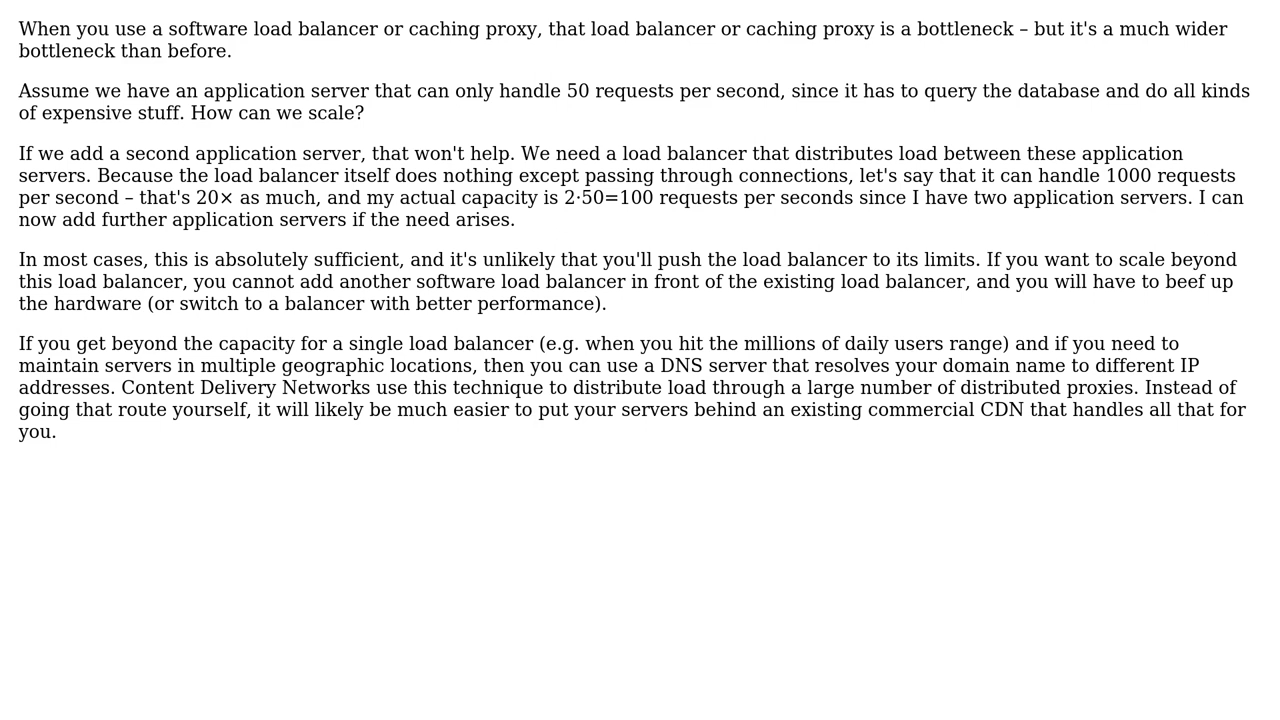 When you use a software load balancer or caching proxy, that load balancer or caching proxy is a bottleneck – but it's a much wider
bottleneck than before.
Assume we have an application server that can only handle 50 requests per second, since it has to query the database and do all kinds
of expensive stuff. How can we scale?
If we add a second application server, that won't help. We need a load balancer that distributes load between these application
servers. Because the load balancer itself does nothing except passing through connections, let's say that it can handle 1000 requests
per second – that's 20× as much, and my actual capacity is 2·50=100 requests per seconds since I have two application servers. I can
now add further application servers if the need arises.
In most cases, this is absolutely sufficient, and it's unlikely that you'll push the load balancer to its limits. If you want to scale beyond
this load balancer, you cannot add another software load balancer in front of the existing load balancer, and you will have to beef up
the hardware (or switch to a balancer with better performance).
If you get beyond the capacity for a single load balancer (e.g. when you hit the millions of daily users range) and if you need to
maintain servers in multiple geographic locations, then you can use a DNS server that resolves your domain name to different IP
addresses. Content Delivery Networks use this technique to distribute load through a large number of distributed proxies. Instead of
going that route yourself, it will likely be much easier to put your servers behind an existing commercial CDN that handles all that for
you.